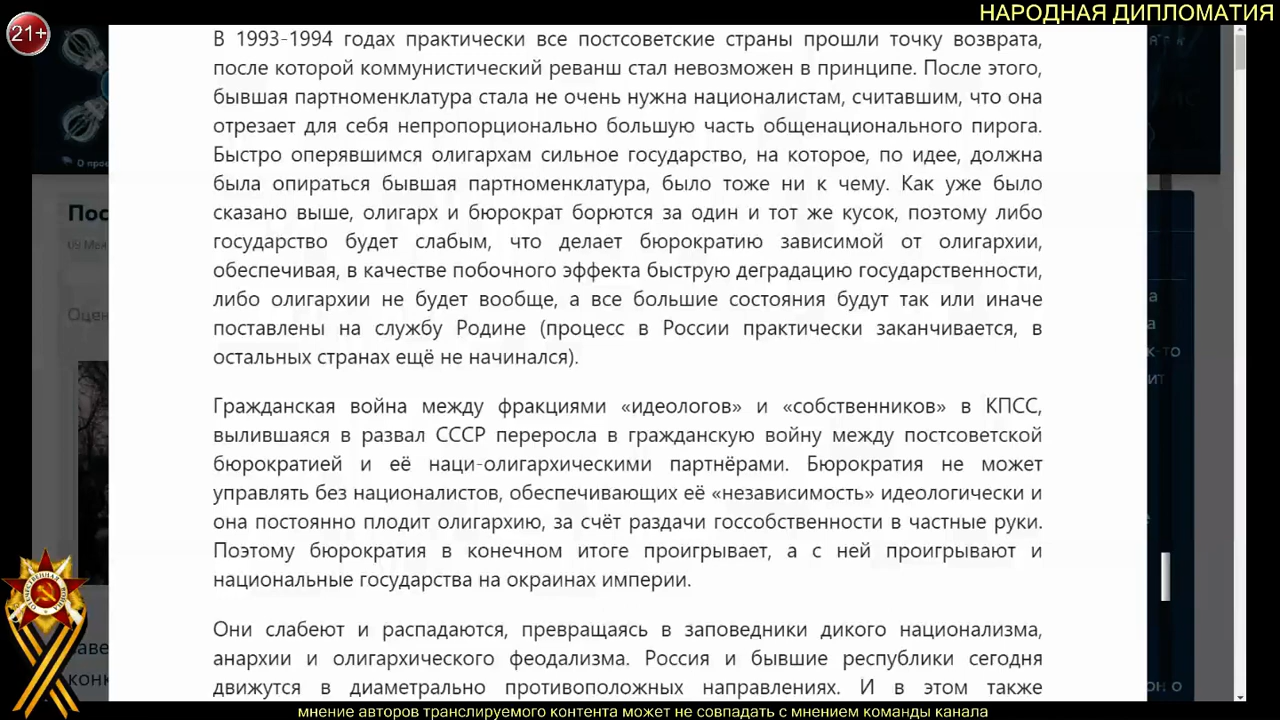 НАРОДНАЯ ДИПЛОМАТИЯ
21+
В 1993-1994 годах практически все постсоветские страны прошли точку возврата,
после которой коммунистический реванш стал невозможен в принципе. После этого,
бывшая партноменклатура стала не очень нужна националистам, считавшим, что она
отрезает для себя непропорционально большую часть общенационального пирога.
Быстро оперявшимся олигархам сильное государство, на которое, по идее, должна
была опираться бывшая партноменклатура, было тоже ни к чему. Как уже было
сказано выше, олигарх и бюрократ борются за один и тот же кусок, поэтому либо
государство будет слабым, что делает бюрократию зависимой от олигархии,
обеспечивая, в качестве побочного эффекта быструю деградацию государственности,
либо олигархии не будет вообще, а все большие состояния будут так или иначе
поставлены на службу Родине (процесс в России практически заканчивается, в
остальных странах ещё не начинался).
Гражданская война между фракциями «идеологов» и «собственников» в КПСС,
вылившаяся в развал СССР переросла в гражданскую войну между постсоветской
бюрократией и её наци-олигархическими партнёрами. Бюрократия не может
управлять без националистов, обеспечивающих её «независимость» идеологически и
она постоянно плодит олигархию, за счёт раздачи госсобственности в частные руки.
Поэтому бюрократия в конечном итоге проигрывает, а с ней проигрывают и
национальные государства на окраинах империи.
Они слабеют и распадаются, превращаясь в заповедники дикого национализма,
анархии и олигархического феодализма. Россия и бывшие республики сегодня
движутся в диаметрально противоположных направлениях. И в этом также
мнение авторов транслируемого контента может не совпадать с мнением команды канала